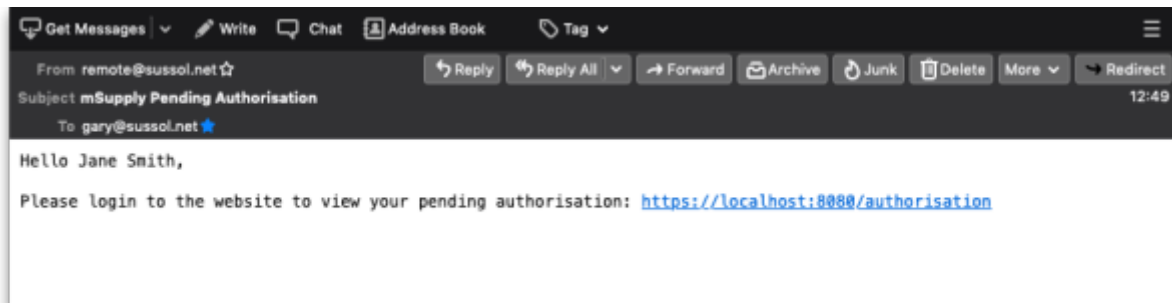 Get Messages Write Chat Address Book Tag
From remote@sussol.net Reply Reply All Forward Archive Junk Delete More Redirect
Subject mSupply Pending Authorisation 12:49
To gary@sussol.net
Hello Jane Smith,
Please login to the website to view your pending authorisation: https://localhost:8080/authorisation